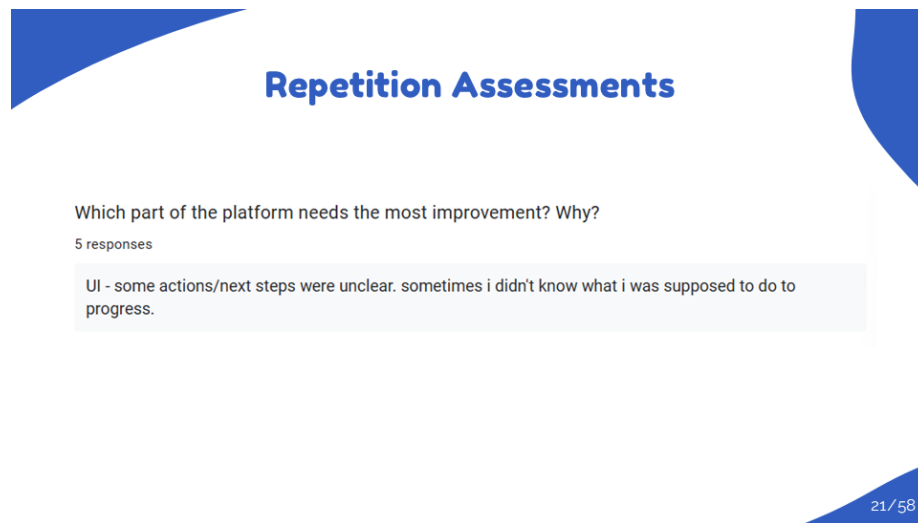 Repetition Assessments
Which part of the platform needs the most improvement? Why?
5 responses
UI - some actions/next steps were unclear. sometimes i didn't know what i was supposed to do to
progress.
21/58